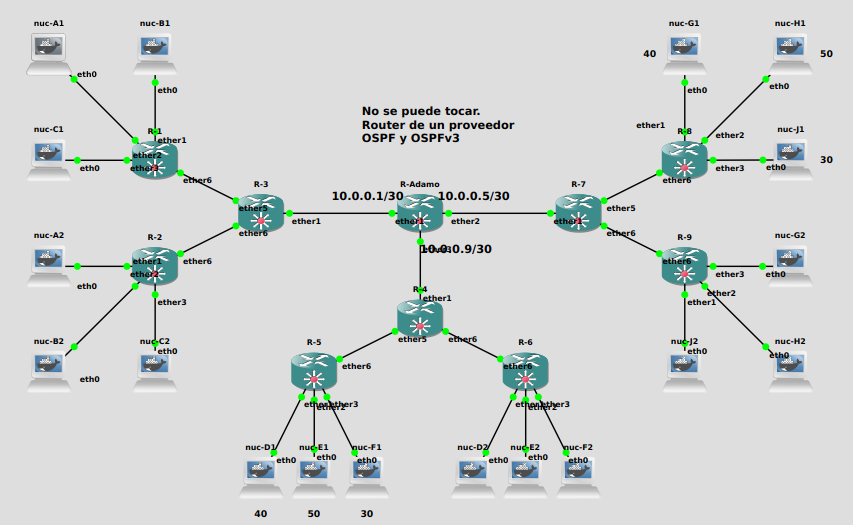 nuc-A1
nuc-B1
nuc-G1
nuc-H1
40
50
eth0
eth0
eth0
eth0
No se puede tocar.
Router de un proveedor
OSPF y OSPFv3
nuc-C1
R-1
ether1
ether2
eth0
ether6
ether1
R-8
ether2
nuc-J1
ether3
eth0
30
ether6
R-3
10.0.0.1/30
R-Adamo
10.0.0.5/30
R-7
ether5
ether1
ether1
ether2
ether1
ether5
ether6
ether6
nuc-A2
R-2
ether1
ether2
ether6
eth0
ether3
10.0.0.9/30
R-9
nuc-G2
ether6
ether3
eth0
ether2
ether1
R-4
ether1
ether5
ether6
nuc-B2
nuc-C2
eth0
eth0
nuc-J2
eth0
nuc-H2
eth0
R-5
ether6
R-6
ether6
ether3
ether2
ether3
ether2
nuc-D1
nuc-E1
nuc-F1
eth0
eth0
eth0
nuc-D2
nuc-E2
nuc-F2
eth0
eth0
eth0
40
50
30